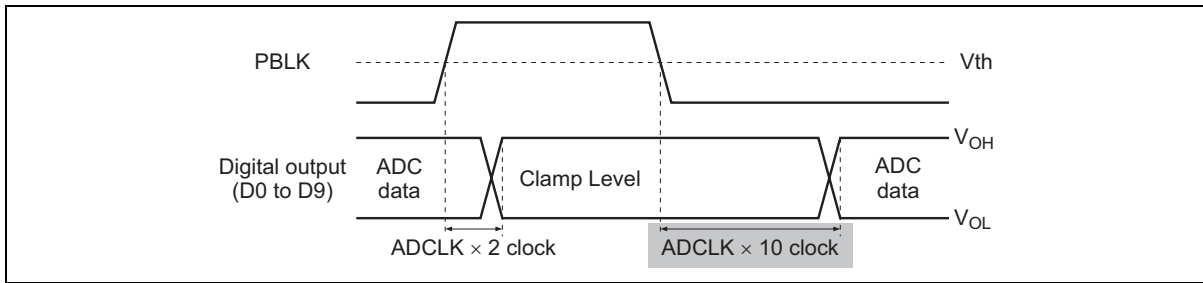 PBLK
Vth
Digital output
(D0 to D9)
ADC
data
Clamp Level
ADC
data
VOH
VOL
ADCLK × 2 clock
ADCLK × 10 clock